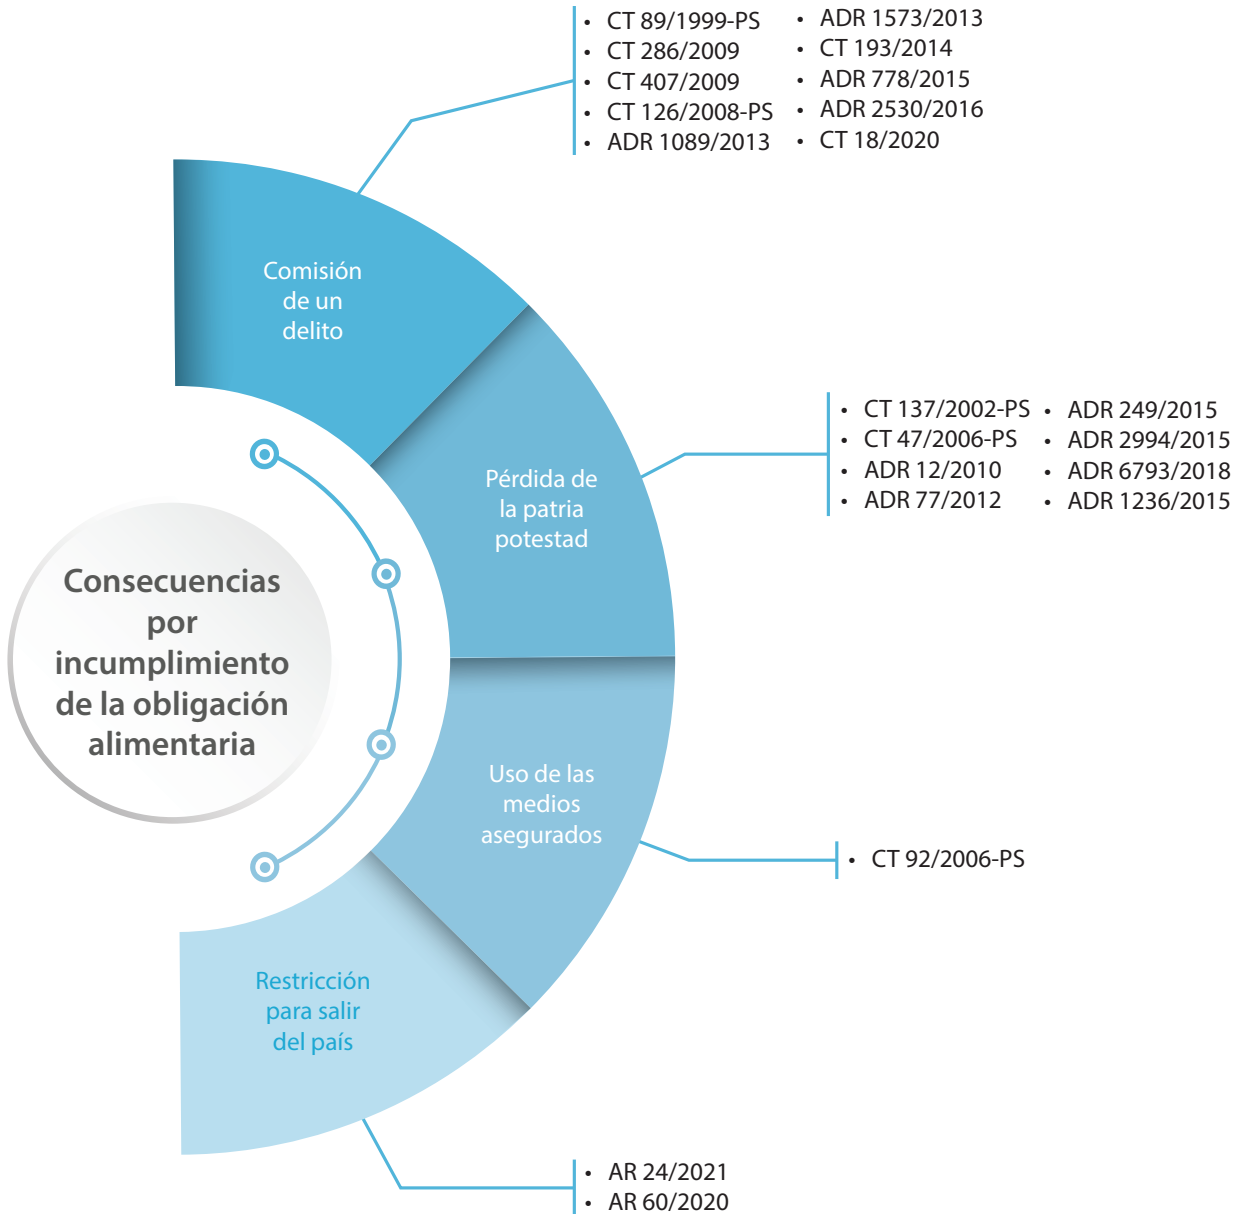 Consecuencias
por
incumplimiento
de la obligación
alimentaria
Comisión
de un
delito
• CT 89/1999-PS
• CT 286/2009
• CT 407/2009
• CT 126/2008-PS
• ADR 1089/2013
• ADR 1573/2013
• CT 193/2014
• ADR 778/2015
• ADR 2530/2016
• CT 18/2020
Pérdida de
la patria
potestad
• CT 137/2002-PS
• CT 47/2006-PS
• ADR 12/2010
• ADR 77/2012
• ADR 249/2015
• ADR 2994/2015
• ADR 6793/2018
• ADR 1236/2015
Uso de las
medios
asegurados
• CT 92/2006-PS
Restricción
para salir
del país
• AR 24/2021
• AR 60/2020